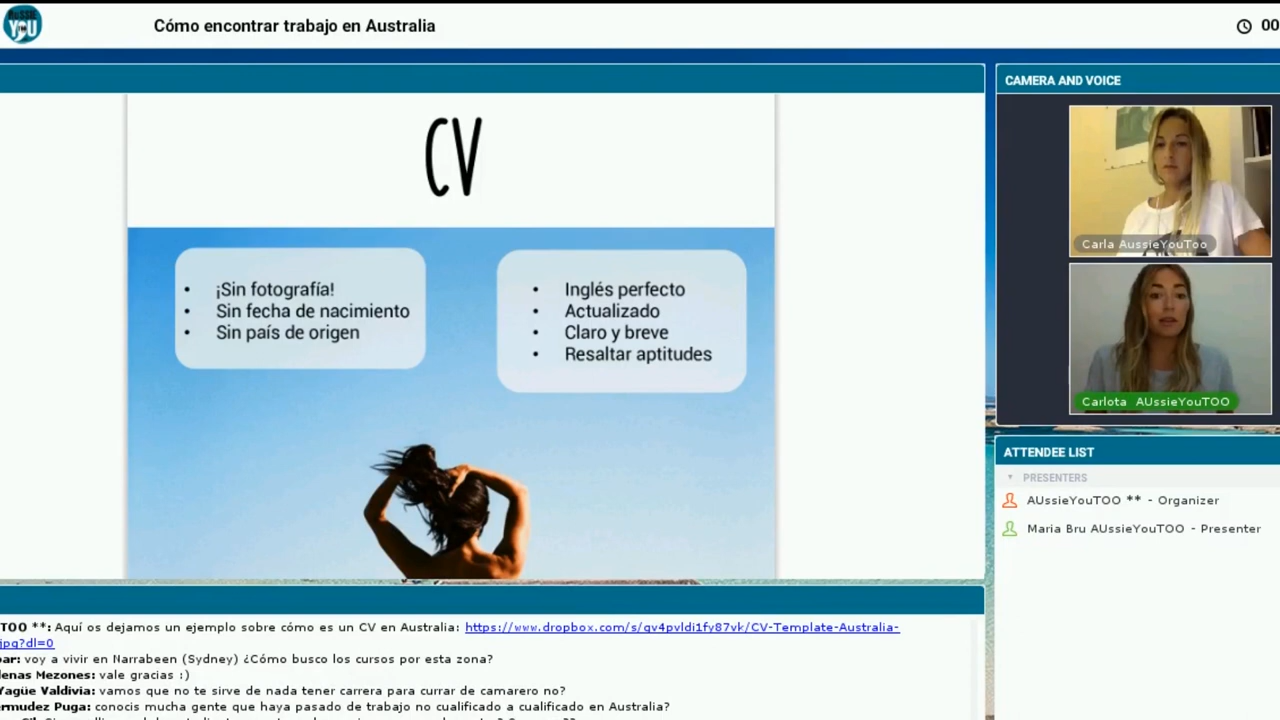 AUSSIE
YOU
TOO
Cómo encontrar trabajo en Australia
00
CAMERA AND VOICE
CV
¡Sin fotografía!
Sin fecha de nacimiento
Sin país de origen
Inglés perfecto
Actualizado
Claro y breve
Resaltar aptitudes
Carla AussieYouToo
Carlota AUssieYouTOO
ATTENDEE LIST
PRESENTERS
AUssieYouTOO ** - Organizer
Maria Bru AUssieYouTOO - Presenter
TOO **: Aquí os dejamos un ejemplo sobre cómo es un CV en Australia: https://www.dropbox.com/s/gv4pvldi1fy87vk/CV-Template-Australia-
jpg?dl=0
bar: voy a vivir en Narrabeen (Sydney) ¿Cómo busco los cursos por esta zona?
lenas Mezones: vale gracias :)
Yagüe Valdivia: vamos que no te sirve de nada tener carrera para currar de camarero no?
ermudez Puga: conocis mucha gente que haya pasado de trabajo no cualificado a cualificado en Australia?